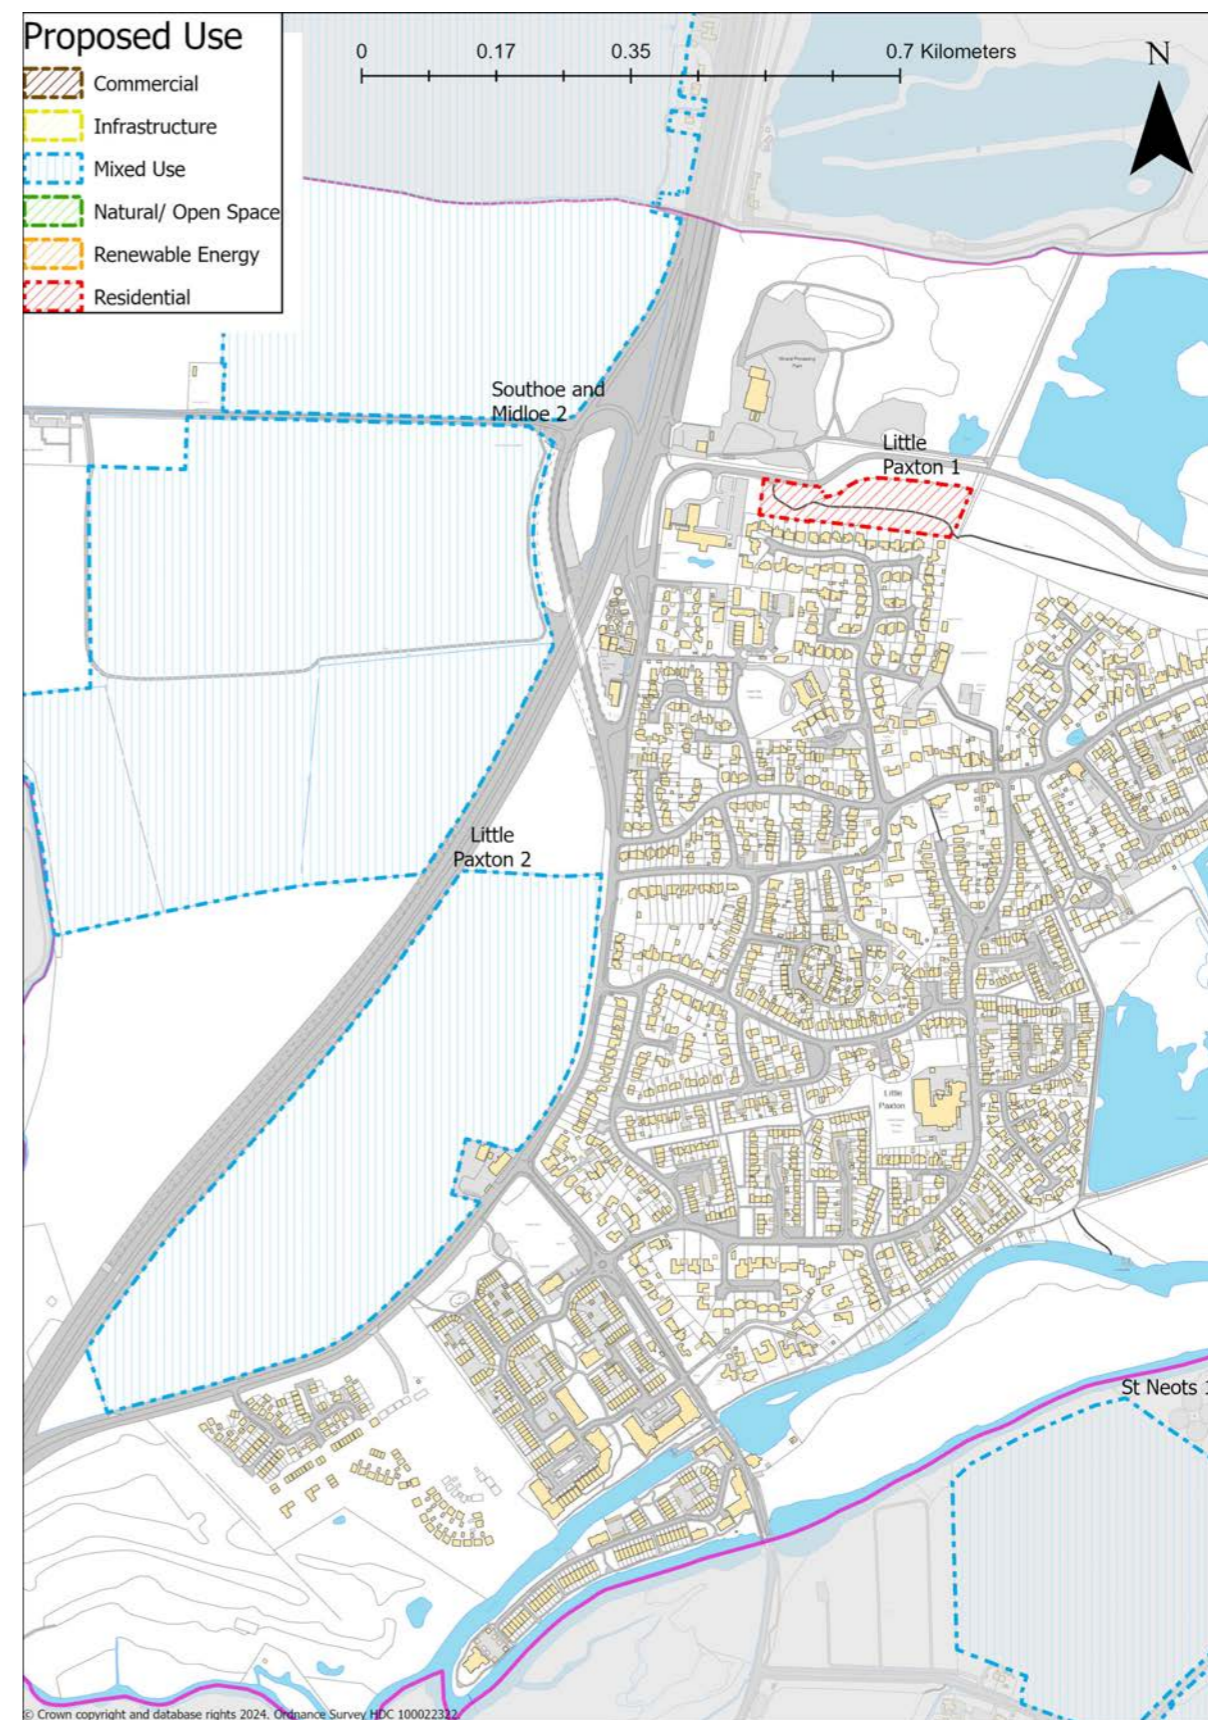 Proposed Use
Commercial
Infrastructure
Mixed Use
Natural/ Open Space
Renewable Energy
Residential
0 0.17 0.35 0.7 Kilometers
N
Southoe and
Midloe 2
Little
Paxton 1
Little
Paxton 2
Little
Paxton
St Neots 1
© Crown copyright and database rights 2024. Ordnance Survey HDC 100022322